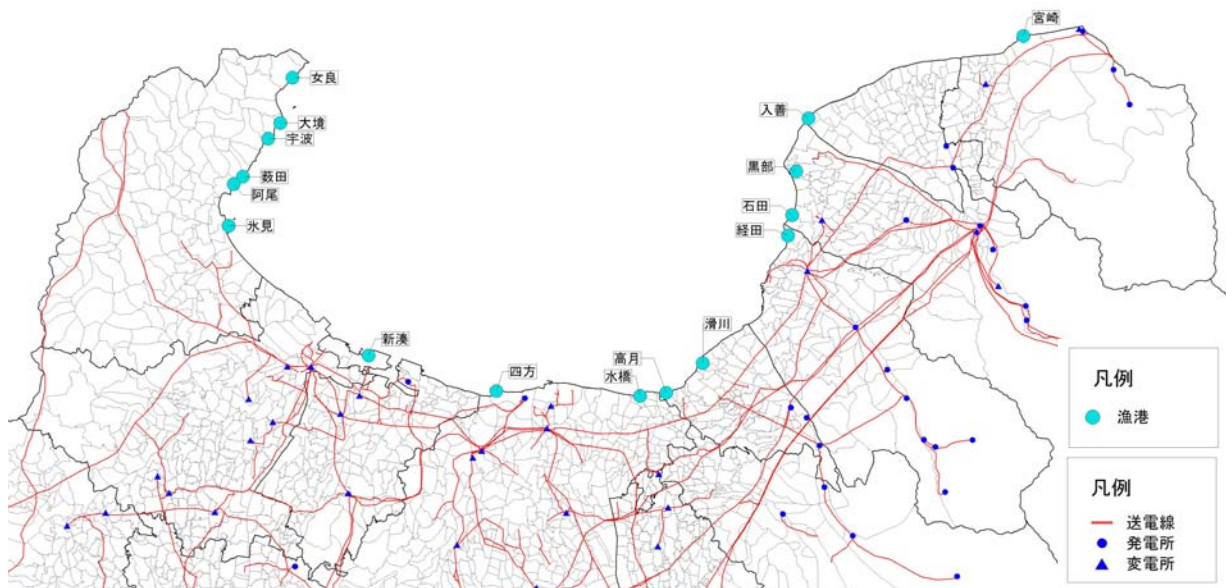 宮崎
女良
入善
大境
宇波
黒部
薮田
阿尾
石田
氷見
経田
滑川
新湊
高月
四方
水橋
凡例
漁港
凡例
送電線
発電所
変電所